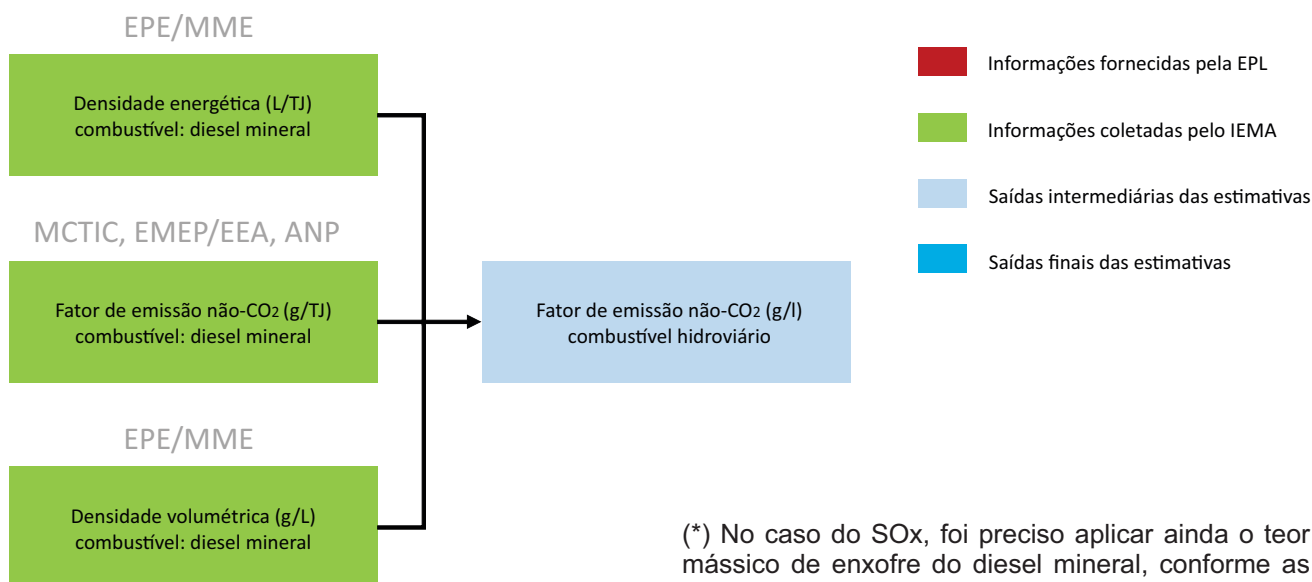 EPE/MME
Densidade energética (L/TJ)
combustível: diesel mineral
MCTIC, EMEP/EEA, ANP
Fator de emissão não-CO2 (g/TJ)
combustível: diesel mineral
EPE/MME
Densidade volumétrica (g/L)
combustível: diesel mineral
Fator de emissão não-CO2 (g/l)
combustível hidroviário
Informações fornecidas pela EPL
Informações coletadas pelo IEMA
Saídas intermediárias das estimativas
Saídas finais das estimativas
(*) No caso do SOx, foi preciso aplicar ainda o teor
mássico de enxofre do diesel mineral, conforme as